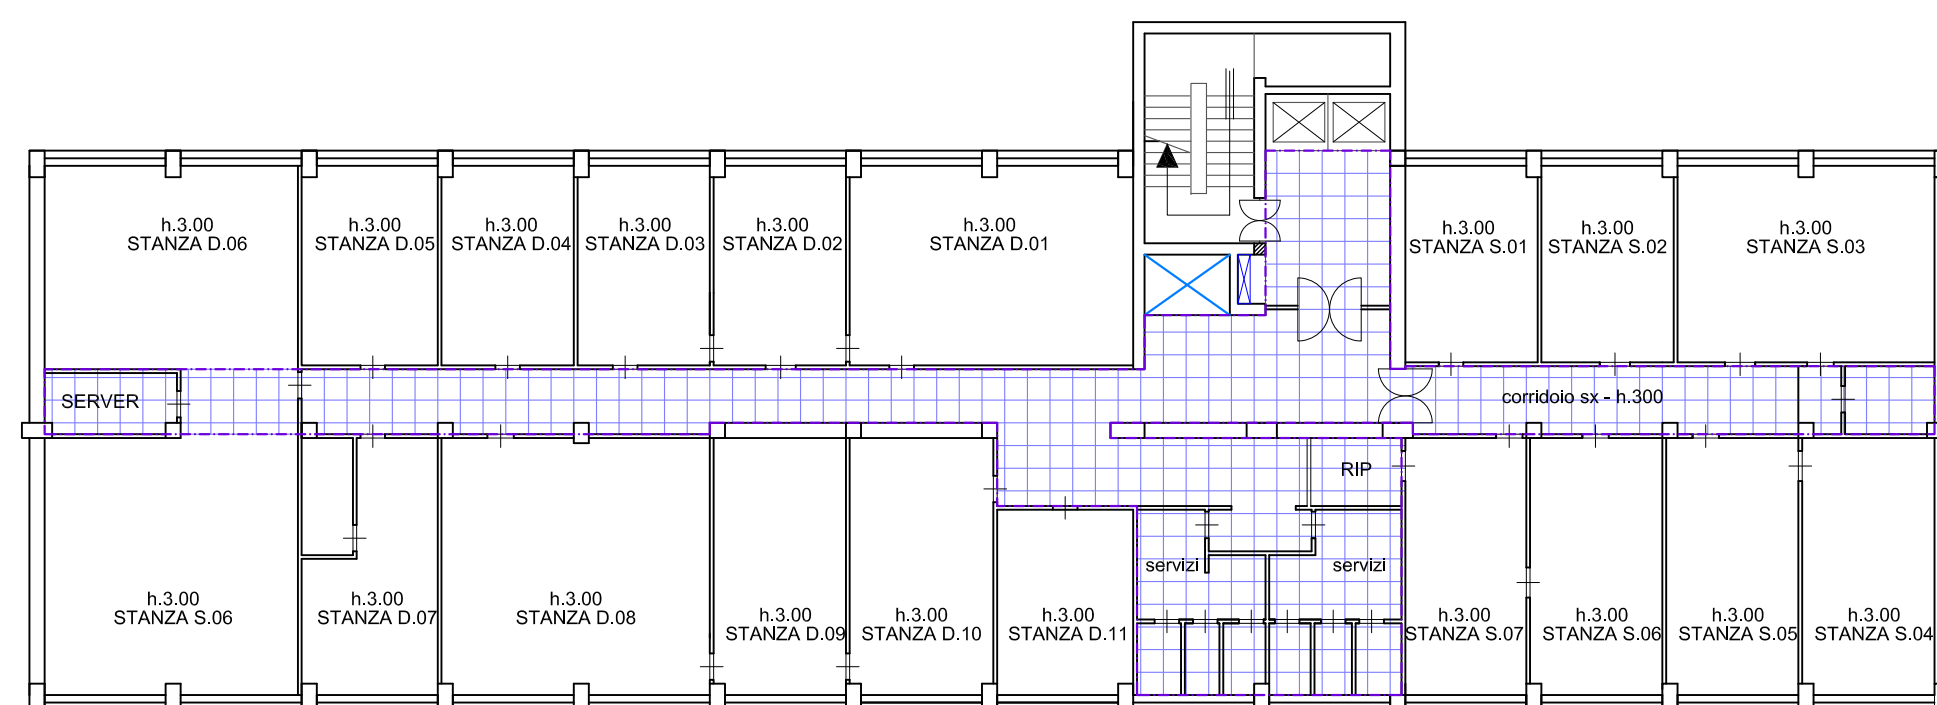 h.3.00
STANZA D.06
h.3.00
STANZA D.05
h.3.00
STANZA D.04
h.3.00
STANZA D.03
h.3.00
STANZA D.02
h.3.00
STANZA D.01
h.3.00
STANZA S.01
h.3.00
STANZA S.02
h.3.00
STANZA S.03
SERVER
corridoio sx - h.300
RIP
servizi
servizi
h.3.00
STANZA S.06
h.3.00
STANZA D.07
h.3.00
STANZA D.08
h.3.00
STANZA D.09
h.3.00
STANZA D.10
h.3.00
STANZA D.11
h.3.00
STANZA S.07
h.3.00
STANZA S.06
h.3.00
STANZA S.05
h.3.00
STANZA S.04